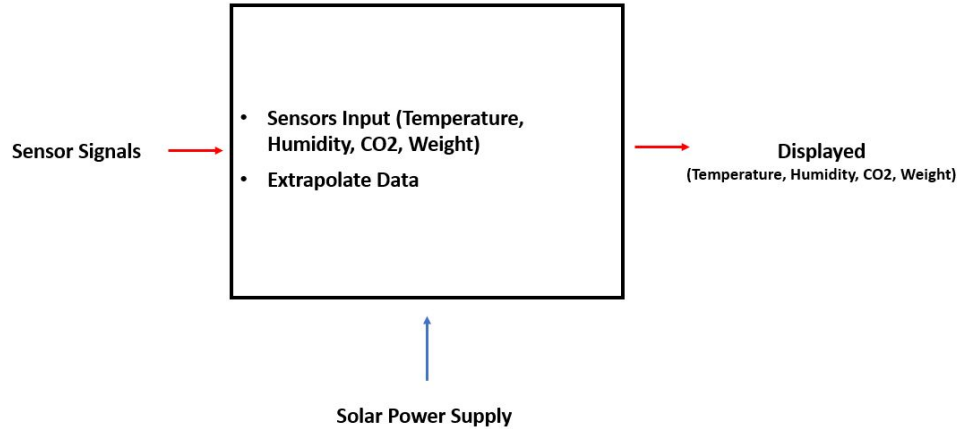 Sensor Signals
• Sensors Input (Temperature,
Humidity, CO2, Weight)
• Extrapolate Data
Displayed
(Temperature, Humidity, CO2, Weight)
Solar Power Supply